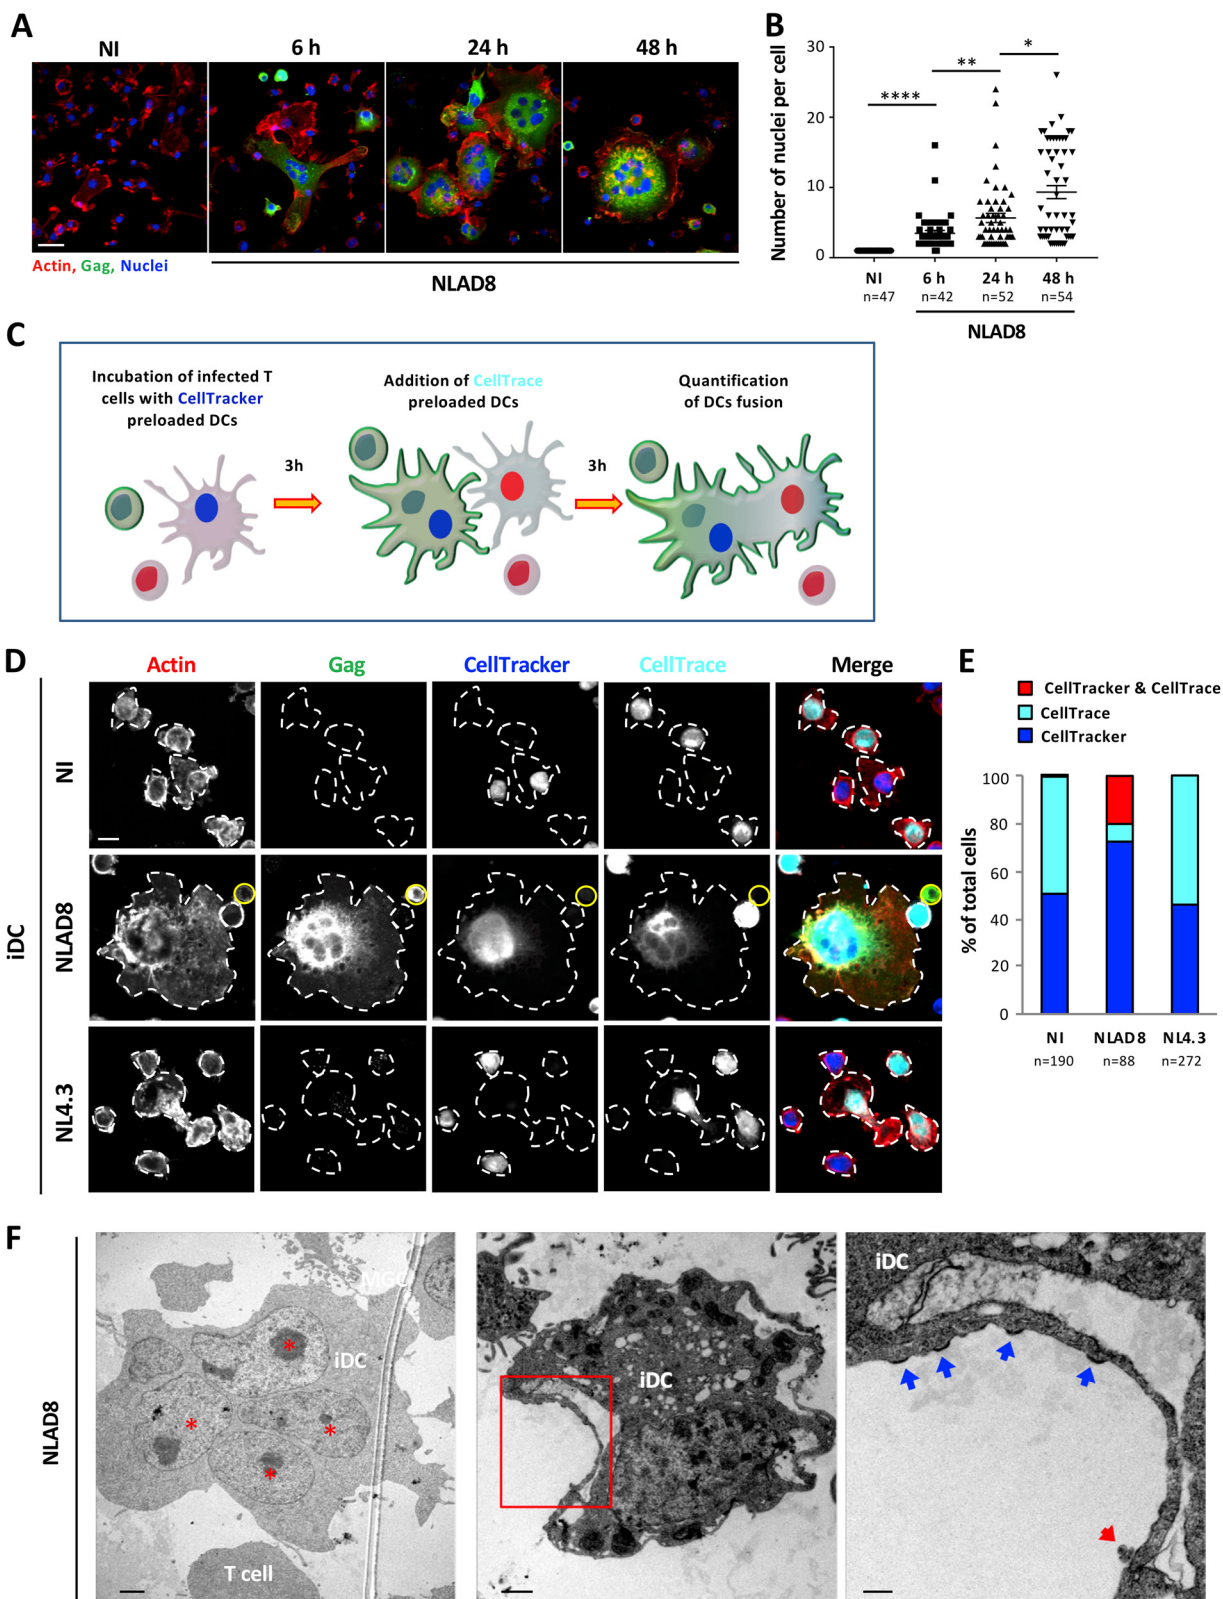 A
NI
6 h
24 h
48 h
Actin, Gag, Nuclei
NLAD8
B
Number of nuclei per cell
30
20
10
0
****
**
*
NI
6 h
24 h
48 h
n=47
n=42
n=52
n=54
NLAD8
C
Incubation of infected T
cells with CellTracker
preloaded DCs
3h
Addition of CellTrace
preloaded DCs
3h
Quantification
of DCs fusion
D
Actin
Gag
CellTracker
CellTrace
Merge
iDC
NI
NLAD8
NL4.3
E
CellTracker & CellTrace
CellTrace
CellTracker
% of total cells
100
80
60
40
20
0
NI
NLAD8
NL4.3
n=190
n=88
n=272
F
NLAD8
MGC
iDC
*
*
*
*
T cell
iDC
iDC